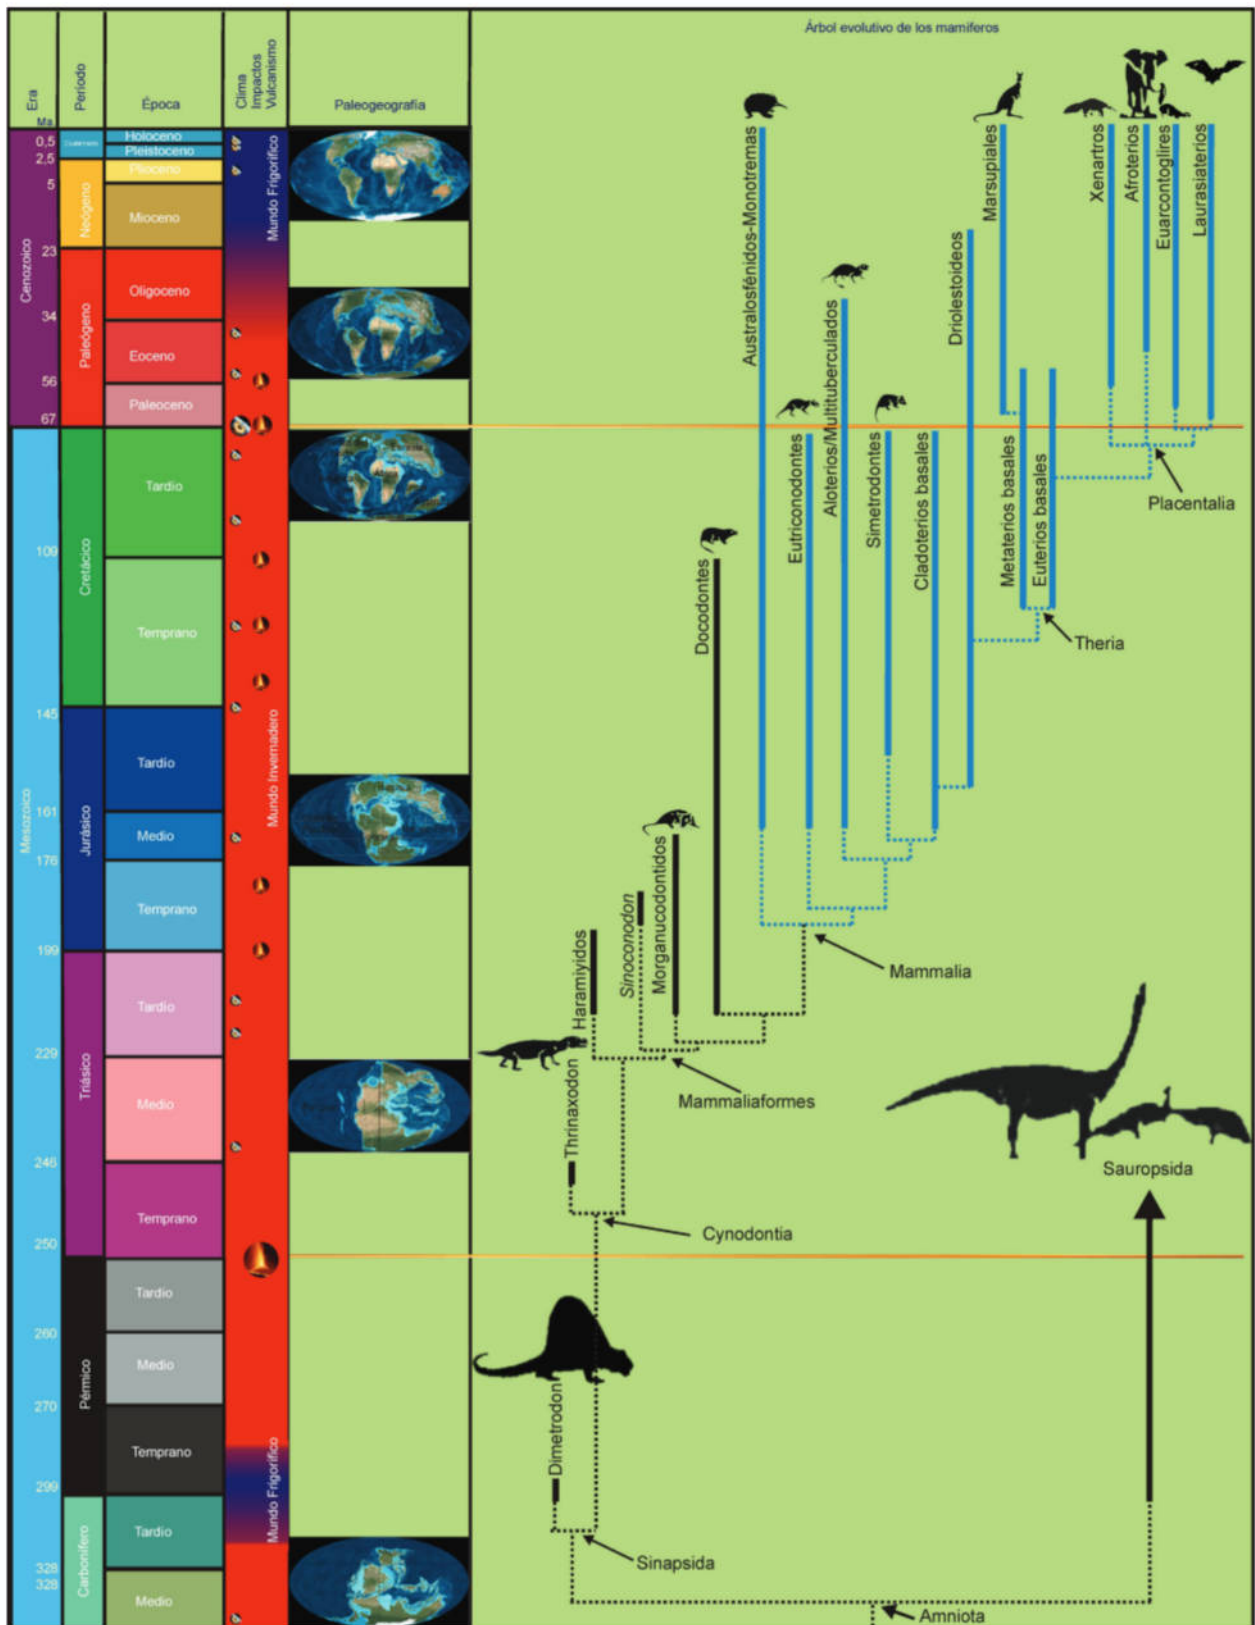 Árbol evolutivo de los mamíferos
Era
Período
Época
Clima
Impactos
Vulcanismo
Paleogeografía
Ma.
0,5
2,5
5
23
34
56
67
109
145
161
176
199
229
246
250
260
270
299
328
328
Cenozoico
Mesozoico
Neógeno
Paleógeno
Cretácico
Jurásico
Triásico
Pérmico
Carbonífero
Holoceno
Pleistoceno
Plioceno
Mioceno
Oligoceno
Eoceno
Paleoceno
Tardío
Temprano
Tardío
Medio
Temprano
Tardío
Medio
Temprano
Tardío
Medio
Temprano
Tardío
Medio
Mundo Frigorífico
Mundo Invernadero
Mundo Frigorífico
Australosfénidos-Monotremas
Eutriconodontes
Aloterios/Multituberculados
Simetrodontes
Cladoterios basales
Driolestoideos
Marsupiales
Metaterios basales
Euterios basales
Xenartros
Afroterios
Euarcontoglires
Laurasiaterios
Placentalia
Theria
Docodontes
Morganucodontidos
Sinoconodon
Haramiyidos
Mammalia
Thrinaxodon
Mammaliaformes
Sauropsida
Cynodontia
Dimetrodon
Sinapsida
Amniota